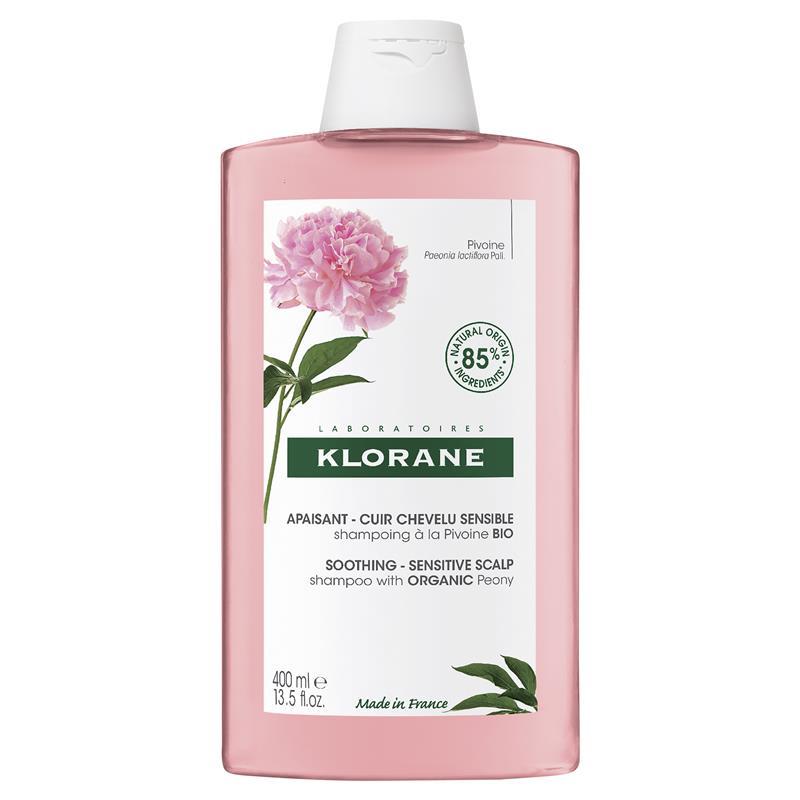 Pivoine
Paeonia lactiflora Pall.
NATURAL ORIGIN
85%
INGREDIENTS*
LABORATOIRES
KLORANE
APAISANT - CUIR CHEVELU SENSIBLE
shampoing à la Pivoine BIO
SOOTHING - SENSITIVE SCALP
shampoo with ORGANIC Peony
400 ml e
13.5 fl.oz.
Made in France